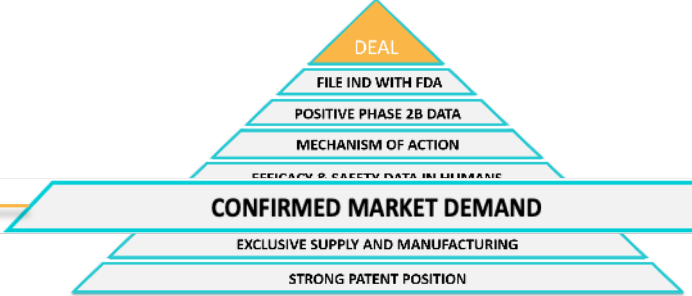 DEAL
FILE IND WITH FDA
POSITIVE PHASE 2B DATA
MECHANISM OF ACTION
EFFICACY & SAFETY DATA IN HUMANS
CONFIRMED MARKET DEMAND
EXCLUSIVE SUPPLY AND MANUFACTURING
STRONG PATENT POSITION